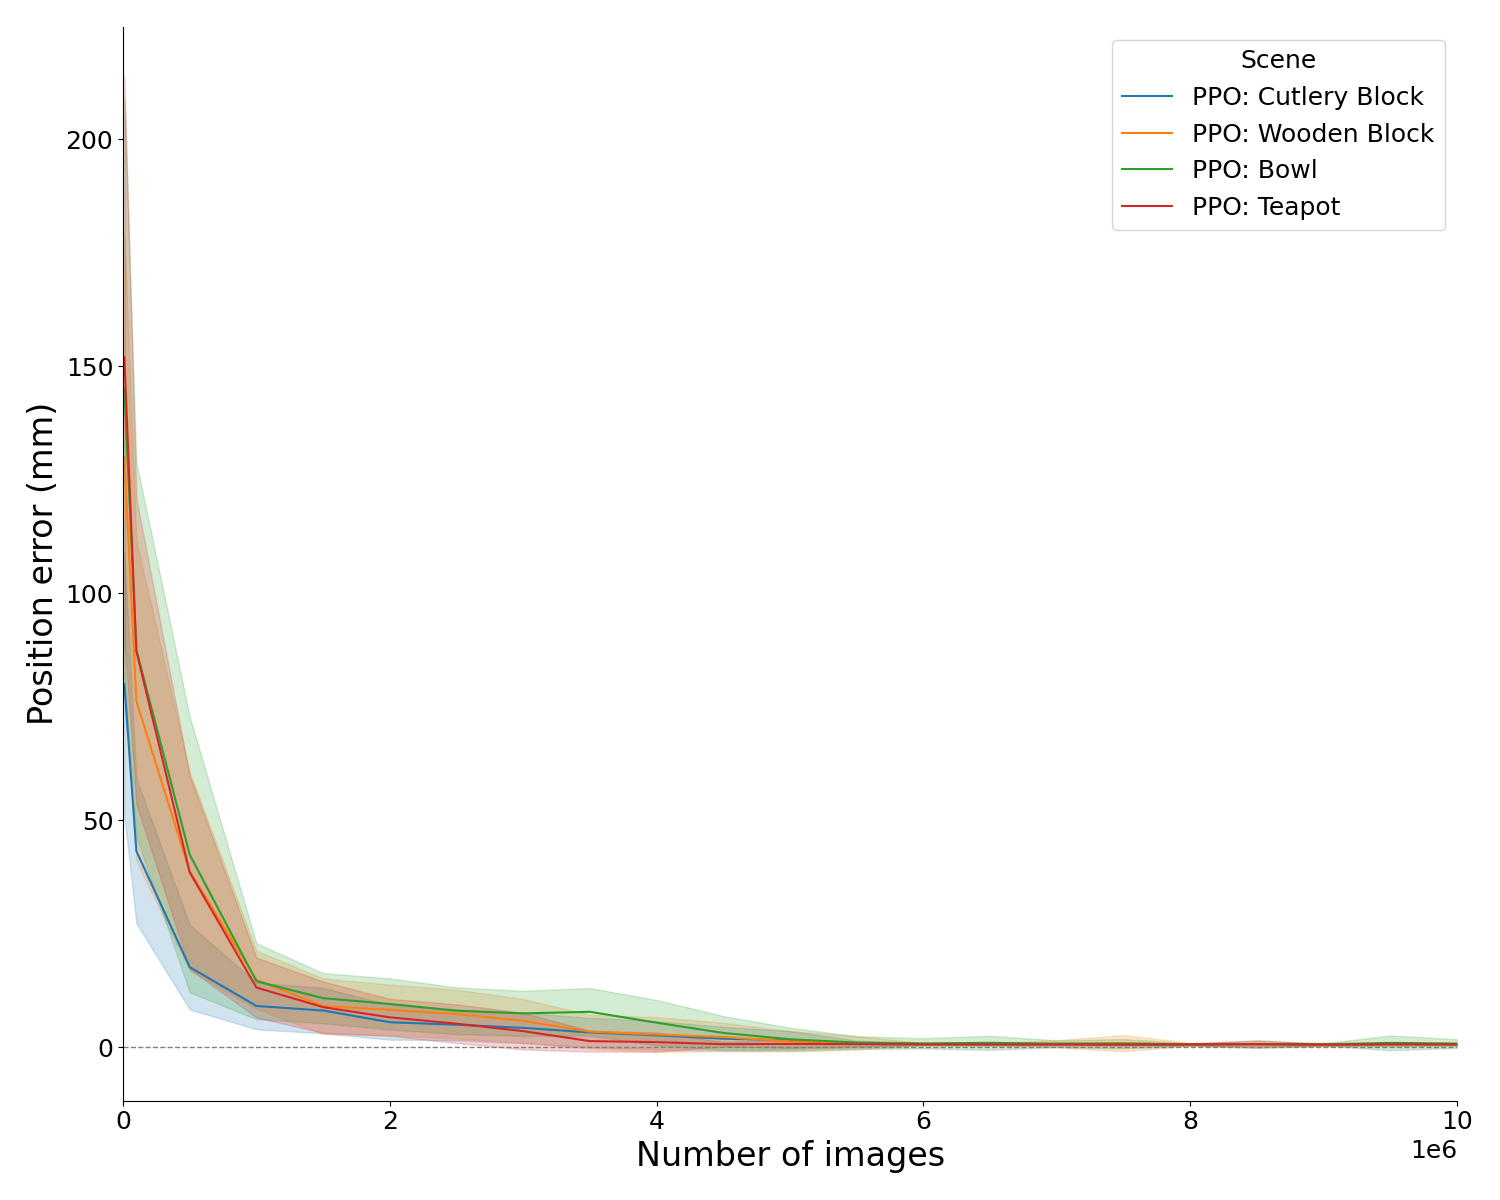 Scene
PPO: Cutlery Block
PPO: Wooden Block
PPO: Bowl
PPO: Teapot
200
150
100
50
0
Position error (mm)
0 2 4 6 8 10
1e6
Number of images